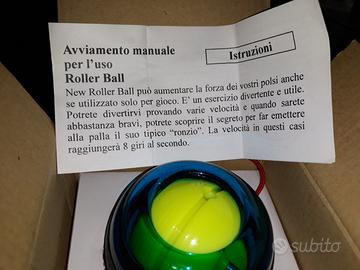 Avviamento manuale
per l'uso
Roller Ball
Istruzioni
New Roller Ball può aumentare la forza dei vostri polsi anche
se utilizzato solo per gioco. E' un esercizio divertente e utile.
Potrete divertirvi provando varie velocità e quando sarete
abbastanza bravi, potrete scoprire il segreto per far emettere
alla palla il suo tipico "ronzio". La velocità in questi casi
raggiungerà 8 giri al secondo.
subito